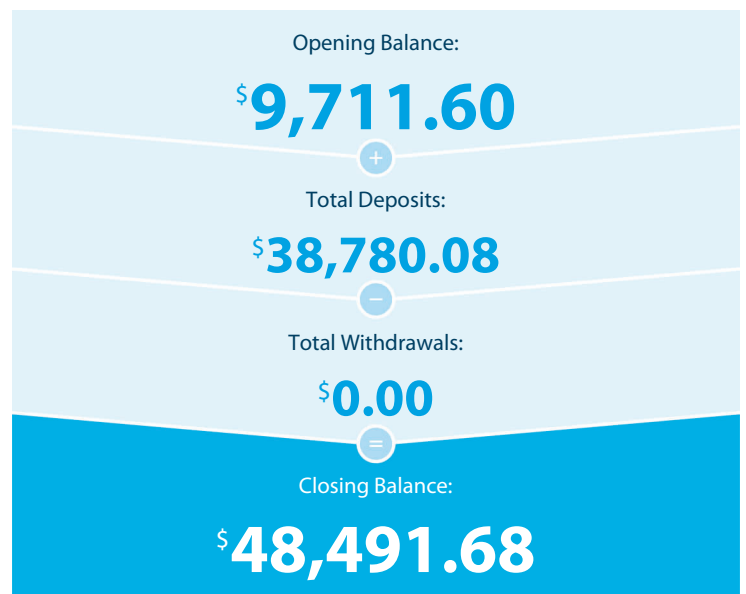 Opening Balance:
$9,711.60
+
Total Deposits:
$38,780.08
−
Total Withdrawals:
$0.00
=
Closing Balance:
$48,491.68